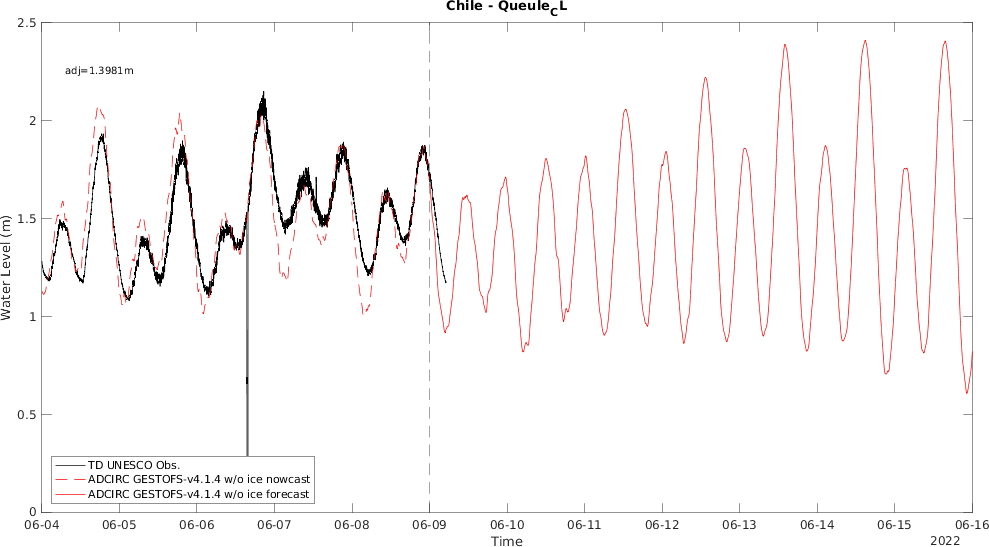 Chile - Queule_CL
2.5
adj=1.3981m
2
1.5
Water Level (m)
1
0.5
TD UNESCO Obs.
ADCIRC GESTOFS-v4.1.4 w/o ice nowcast
ADCIRC GESTOFS-v4.1.4 w/o ice forecast
0
06-04 06-05 06-06 06-07 06-08 06-09 06-10 06-11 06-12 06-13 06-14 06-15 06-16
Time
2022